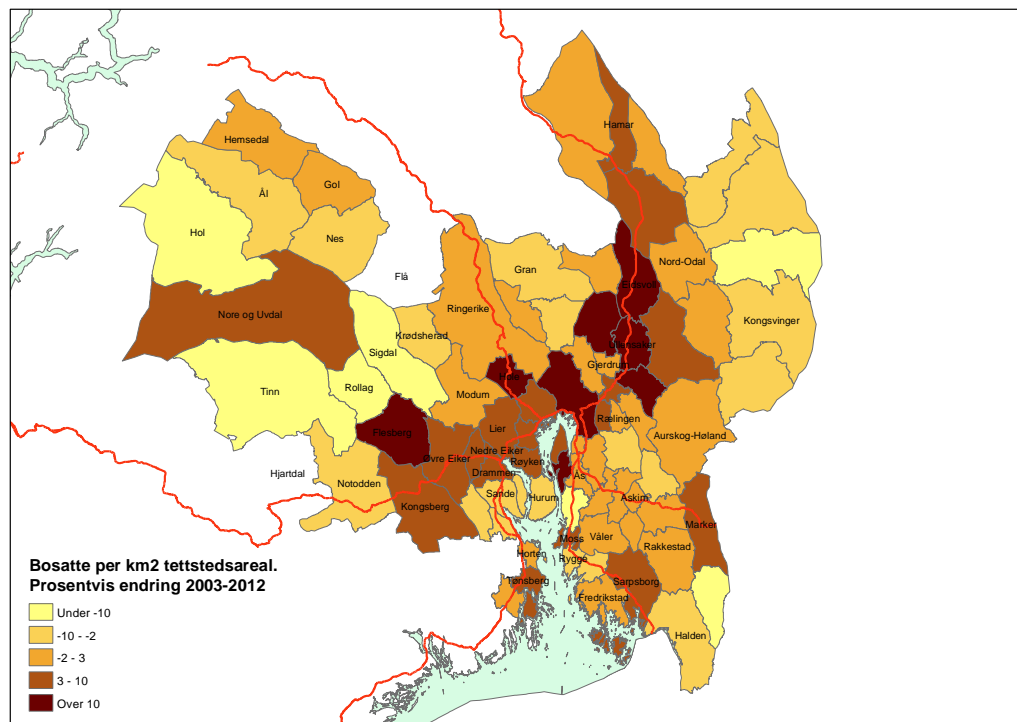 Hamar
Hemsedal
Gol
Ål
Nes
Hol
Flå
Gran
Nord-Odal
Eidsvoll
Nore og Uvdal
Ringerike
Kongsvinger
Krødsherad
Sigdal
Ullensaker
Gjerdrum
Hole
Tinn
Rollag
Modum
Flesberg
Lier
Rælingen
Aurskog-Høland
Øvre Eiker
Nedre Eiker
Røyken
Hjartdal
Notodden
Drammen
Ås
Sande
Hurum
Askim
Kongsberg
Marker
Moss
Våler
Rakkestad
Horten
Rygge
Tønsberg
Sarpsborg
Fredrikstad
Halden
Bosatte per km2 tettstedsareal.
Prosentvis endring 2003-2012
Under -10
-10 - -2
-2 - 3
3 - 10
Over 10